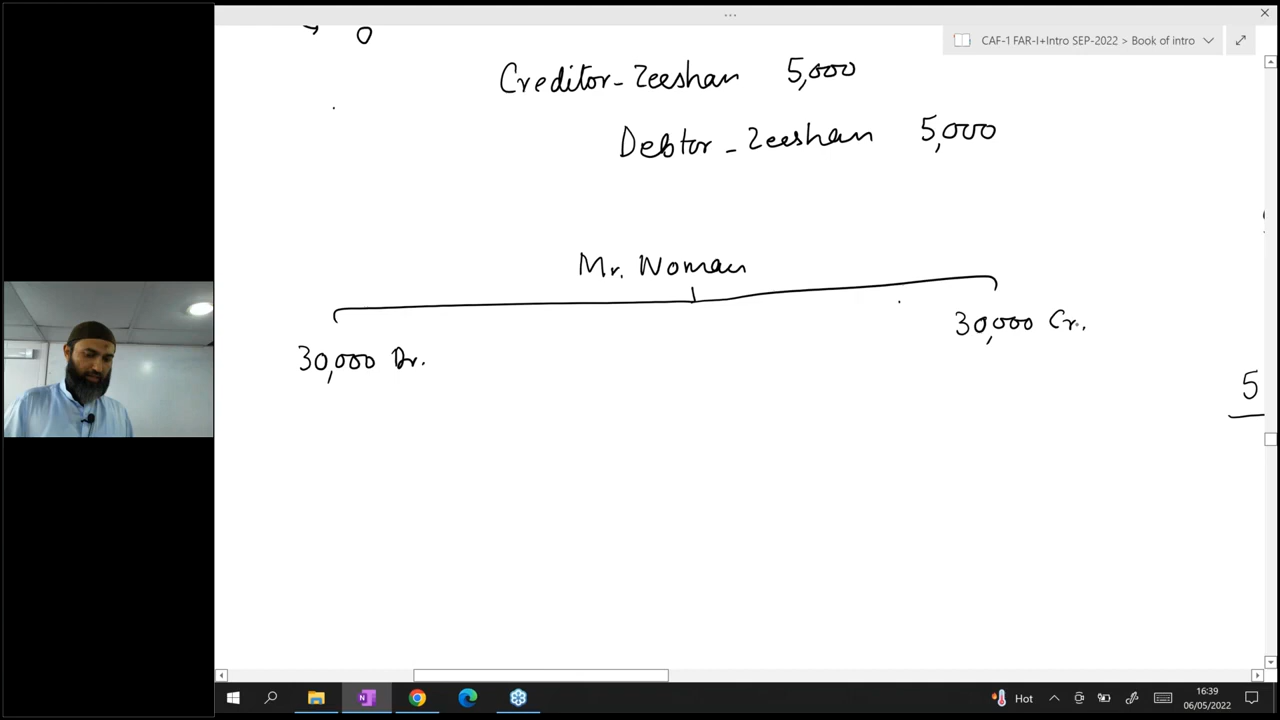 CAF-1 FAR-I+Intro SEP-2022 > Book of intro
Creditor-Zeeshan 5,000
Debtor-Zeeshan 5,000
Mr. Noman
30,000 Cr.
30,000 Dr.
5
Hot
16:39
06/05/2022